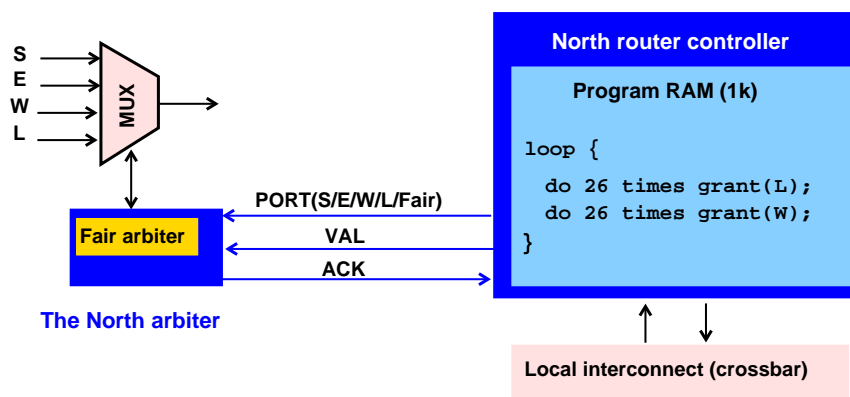 S
E
W
L
MUX
North router controller
Program RAM (1k)
loop {
do 26 times grant(L);
do 26 times grant(W);
}
PORT(S/E/W/L/Fair)
VAL
ACK
Fair arbiter
The North arbiter
Local interconnect (crossbar)